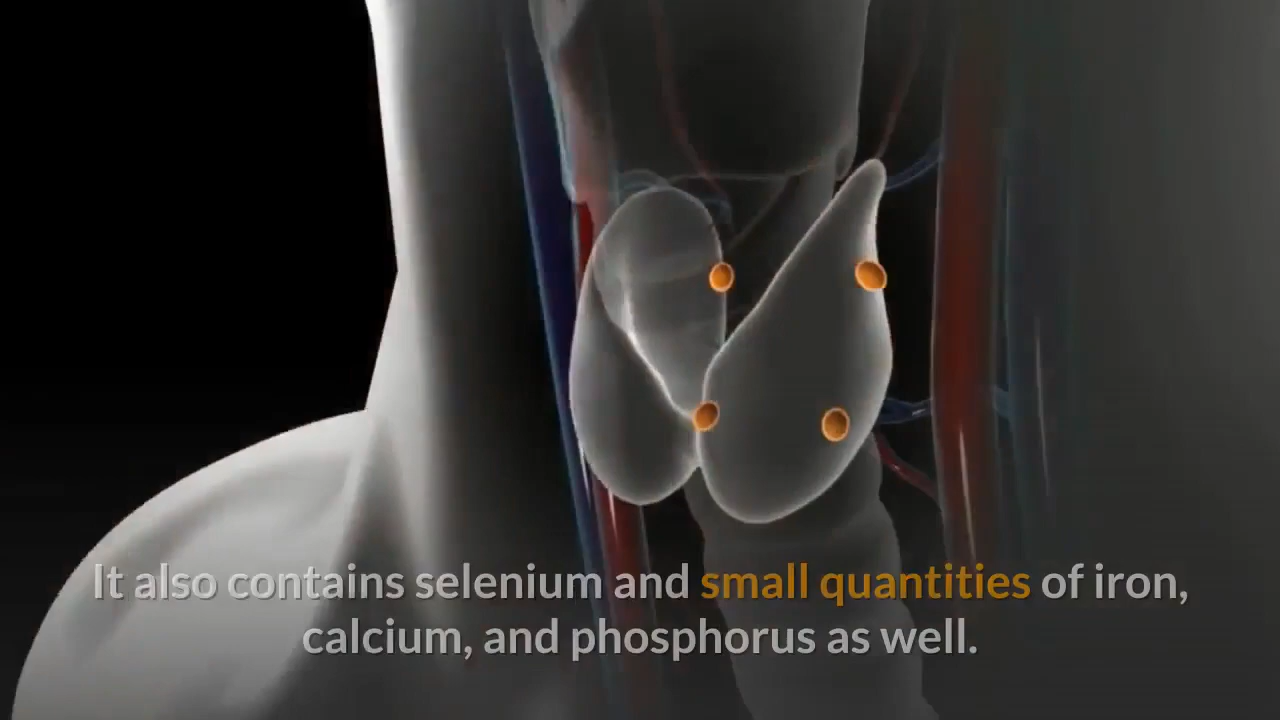 It also contains selenium and small quantities of iron,
calcium, and phosphorus as well.